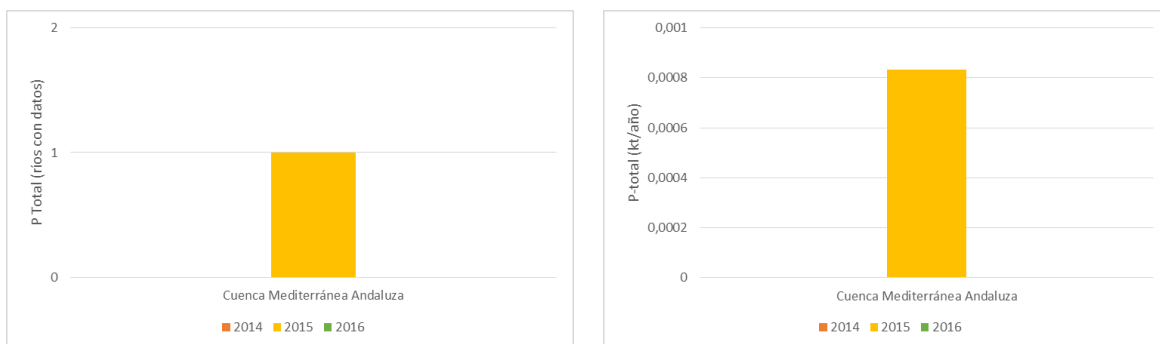 2
1
0
P Total (ríos con datos)
Cuenca Mediterránea Andaluza
2014 2015 2016
0,001
0,0008
0,0006
0,0004
0,0002
0
P-total (kt/año)
Cuenca Mediterránea Andaluza
2014 2015 2016